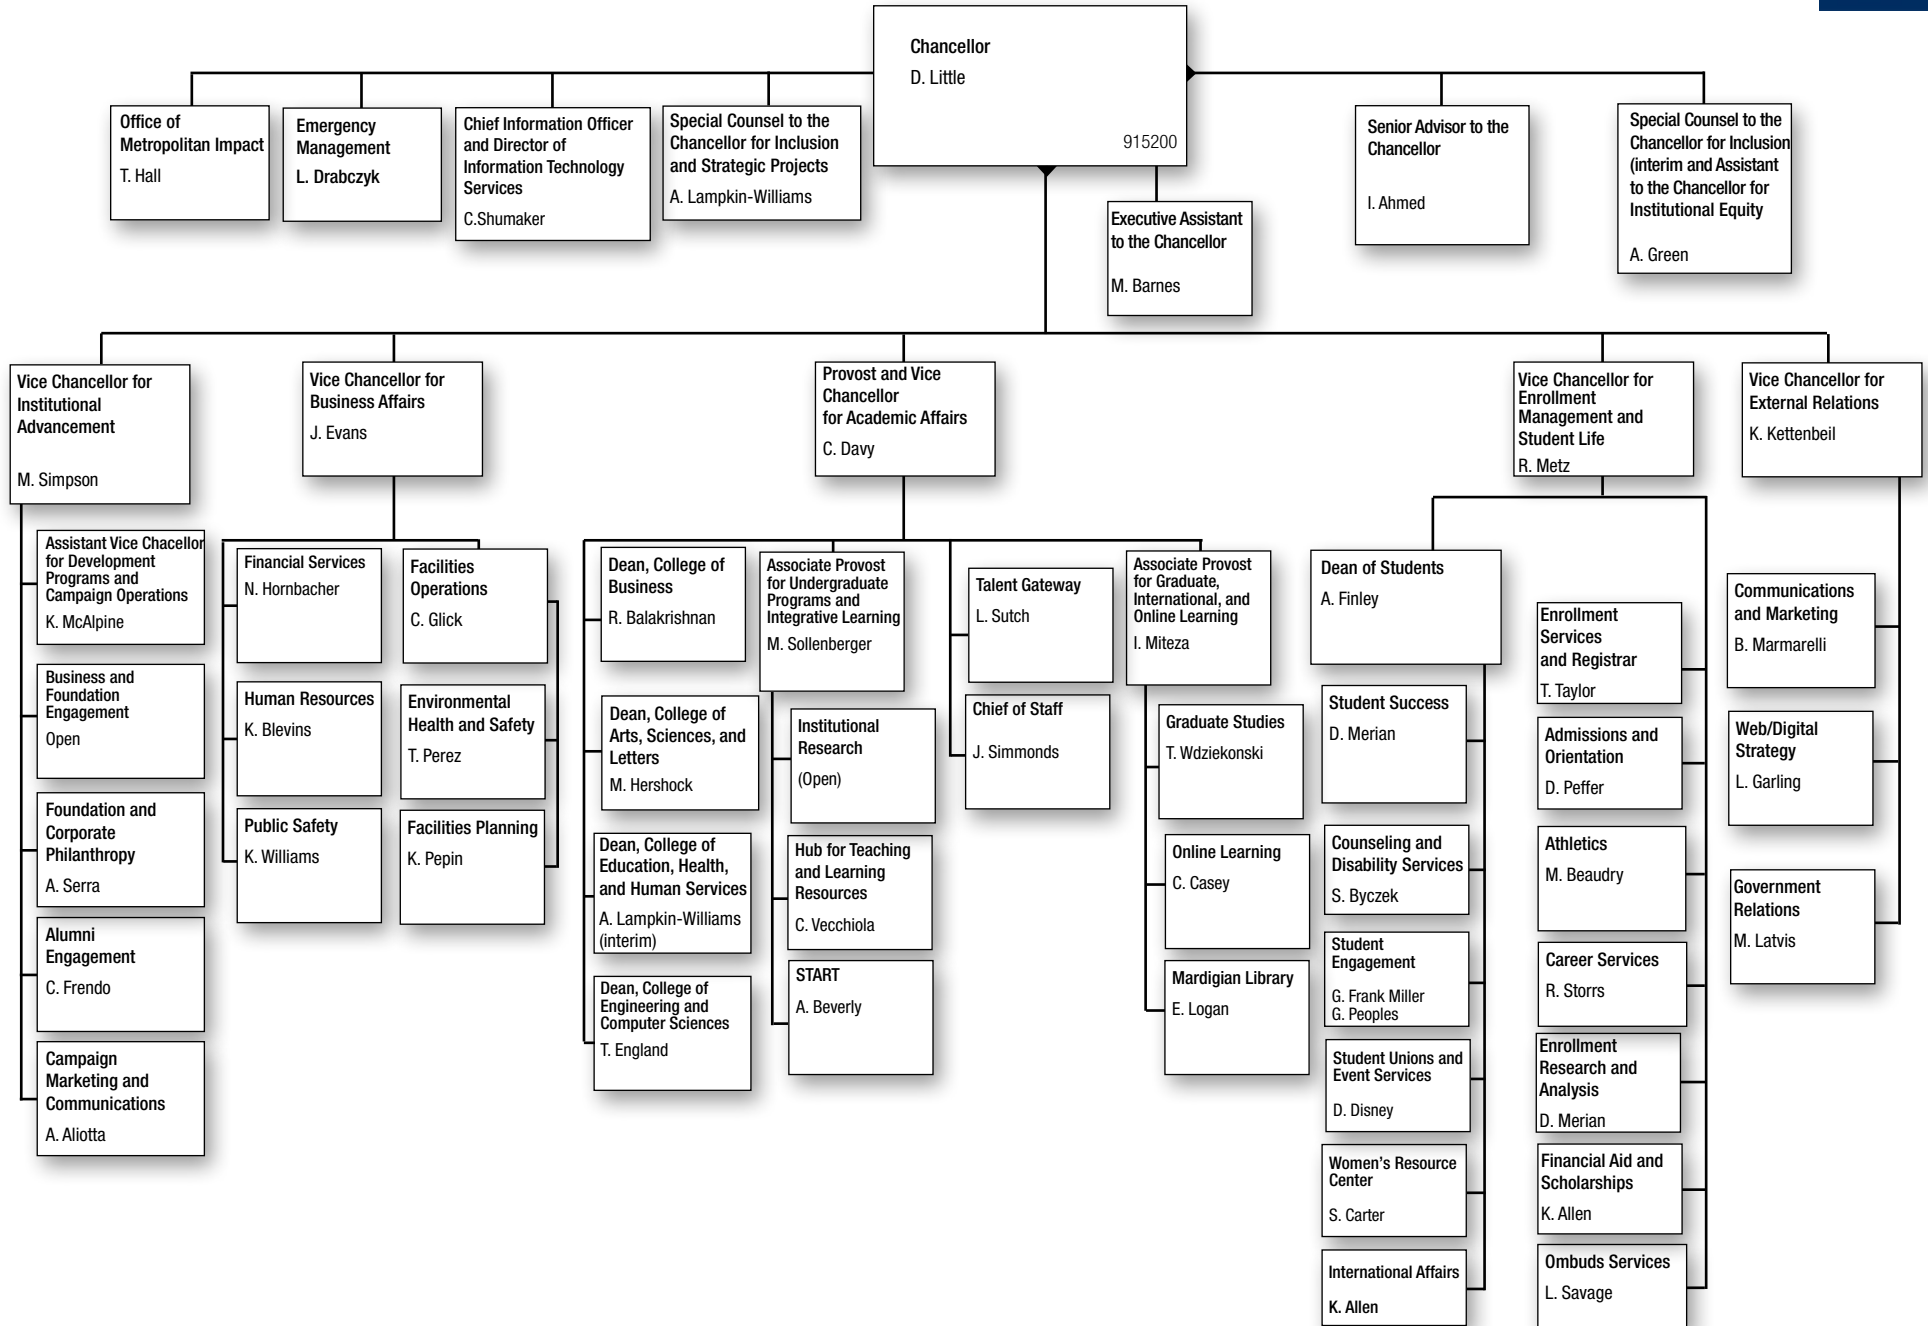 Chancellor
D. Little
915200
Office of
Metropolitan Impact
T. Hall
Emergency
Management
L. Drabczyk
Chief Information Officer
and Director of
Information Technology
Services
C.Shumaker
Special Counsel to the
Chancellor for Inclusion
and Strategic Projects
A. Lampkin-Williams
Executive Assistant
to the Chancellor
M. Barnes
Senior Advisor to the
Chancellor
I. Ahmed
Special Counsel to the
Chancellor for Inclusion
(interim and Assistant
to the Chancellor for
Institutional Equity
A. Green
Vice Chancellor for
Institutional
Advancement
M. Simpson
Assistant Vice Chacellor
for Development
Programs and
Campaign Operations
K. McAlpine
Business and
Foundation
Engagement
Open
Foundation and
Corporate
Philanthropy
A. Serra
Alumni
Engagement
C. Frendo
Campaign
Marketing and
Communications
A. Aliotta
Vice Chancellor for
Business Affairs
J. Evans
Financial Services
N. Hornbacher
Human Resources
K. Blevins
Public Safety
K. Williams
Facilities
Operations
C. Glick
Environmental
Health and Safety
T. Perez
Facilities Planning
K. Pepin
Provost and Vice
Chancellor
for Academic Affairs
C. Davy
Dean, College of
Business
R. Balakrishnan
Dean, College of
Arts, Sciences, and
Letters
M. Hershock
Dean, College of
Education, Health,
and Human Services
A. Lampkin-Williams
(interim)
Dean, College of
Engineering and
Computer Sciences
T. England
Associate Provost
for Undergraduate
Programs and
Integrative Learning
M. Sollenberger
Institutional
Research
(Open)
Hub for Teaching
and Learning
Resources
C. Vecchiola
START
A. Beverly
Talent Gateway
L. Sutch
Chief of Staff
J. Simmonds
Associate Provost
for Graduate,
International, and
Online Learning
I. Miteza
Graduate Studies
T. Wdziekonski
Online Learning
C. Casey
Mardigian Library
E. Logan
Vice Chancellor for
Enrollment
Management and
Student Life
R. Metz
Dean of Students
A. Finley
Student Success
D. Merian
Counseling and
Disability Services
S. Byczek
Student
Engagement
G. Frank Miller
G. Peoples
Student Unions and
Event Services
D. Disney
Women's Resource
Center
S. Carter
International Affairs
K. Allen
Enrollment
Services
and Registrar
T. Taylor
Admissions and
Orientation
D. Peffer
Athletics
M. Beaudry
Career Services
R. Storrs
Enrollment
Research and
Analysis
D. Merian
Financial Aid and
Scholarships
K. Allen
Ombuds Services
L. Savage
Vice Chancellor for
External Relations
K. Kettenbeil
Communications
and Marketing
B. Marmarelli
Web/Digital
Strategy
L. Garling
Government
Relations
M. Latvis